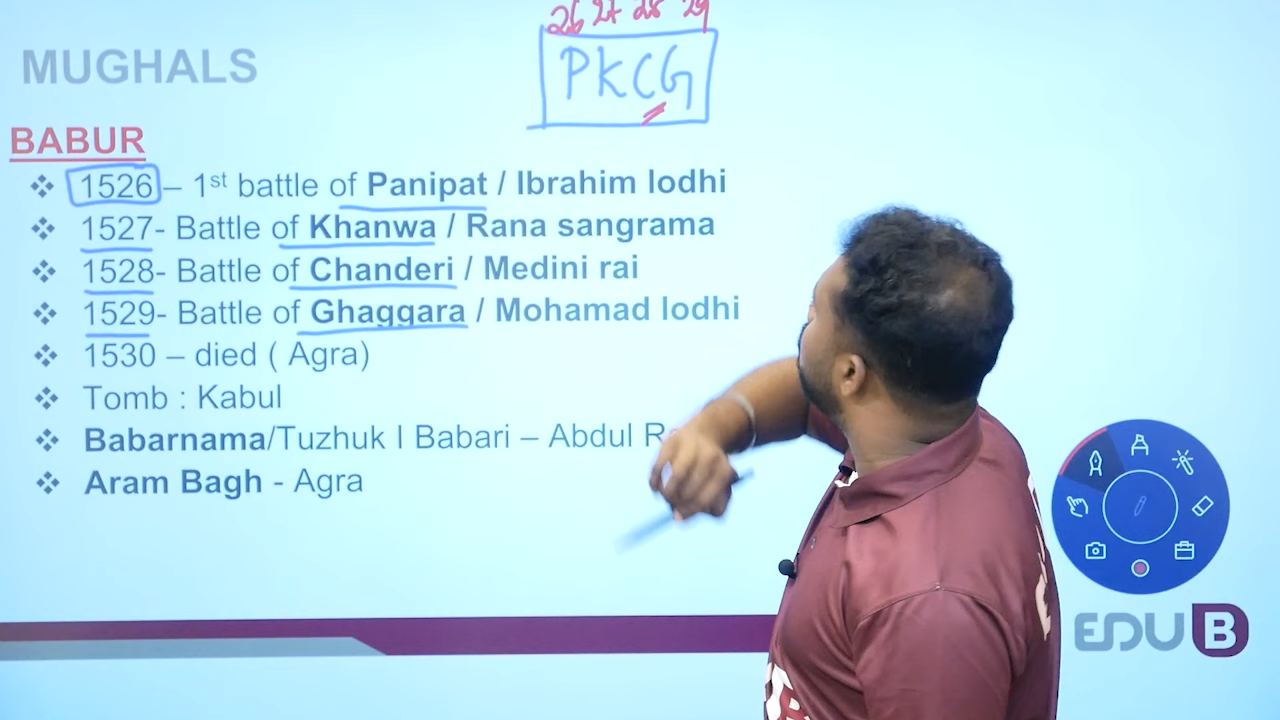 26 27 28 29
PKCG
MUGHALS
BABUR
❖ 1526 – 1st battle of Panipat / Ibrahim lodhi
❖ 1527- Battle of Khanwa / Rana sangrama
❖ 1528- Battle of Chanderi / Medini rai
❖ 1529- Battle of Ghaggara / Mohamad lodhi
❖ 1530 – died ( Agra)
❖ Tomb : Kabul
❖ Babarnama/Tuzhuk I Babari – Abdul
❖ Aram Bagh - Agra
EDU B